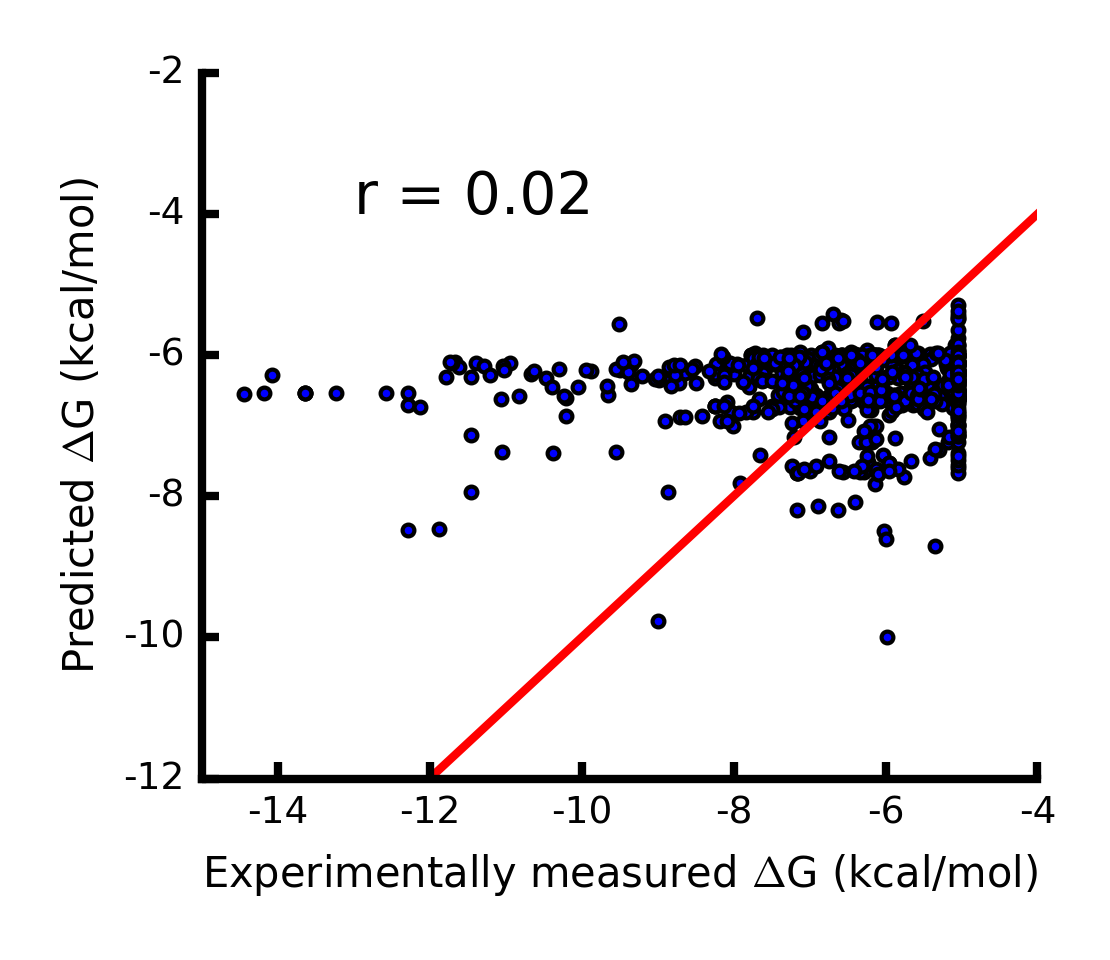 -2
-4
-6
-8
-10
-12
r = 0.02
Predicted ΔG (kcal/mol)
-14 -12 -10 -8 -6 -4
Experimentally measured ΔG (kcal/mol)